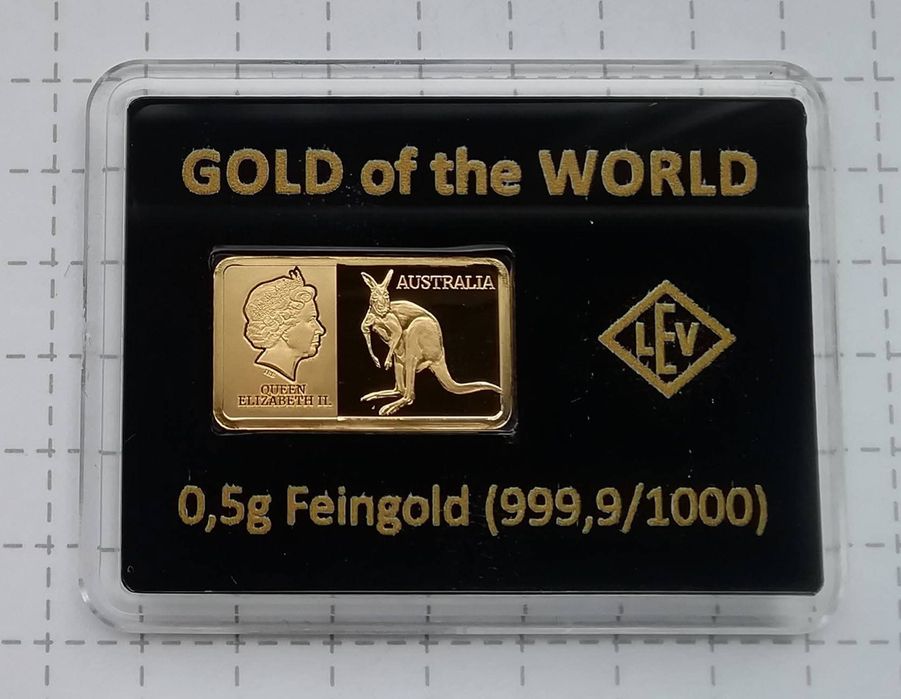 GOLD of the WORLD
AUSTRALIA
QUEEN
ELIZABETH II
LEV
0,5g Feingold (999,9/1000)